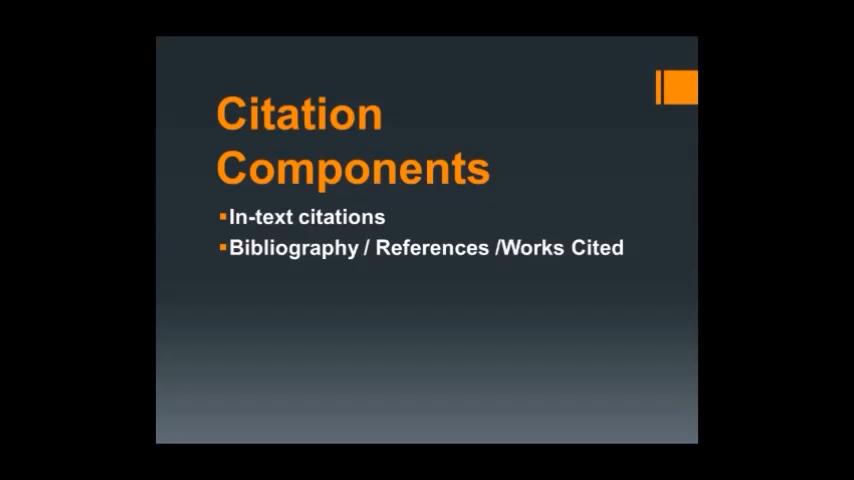 Citation
Components
▪In-text citations
▪Bibliography / References /Works Cited